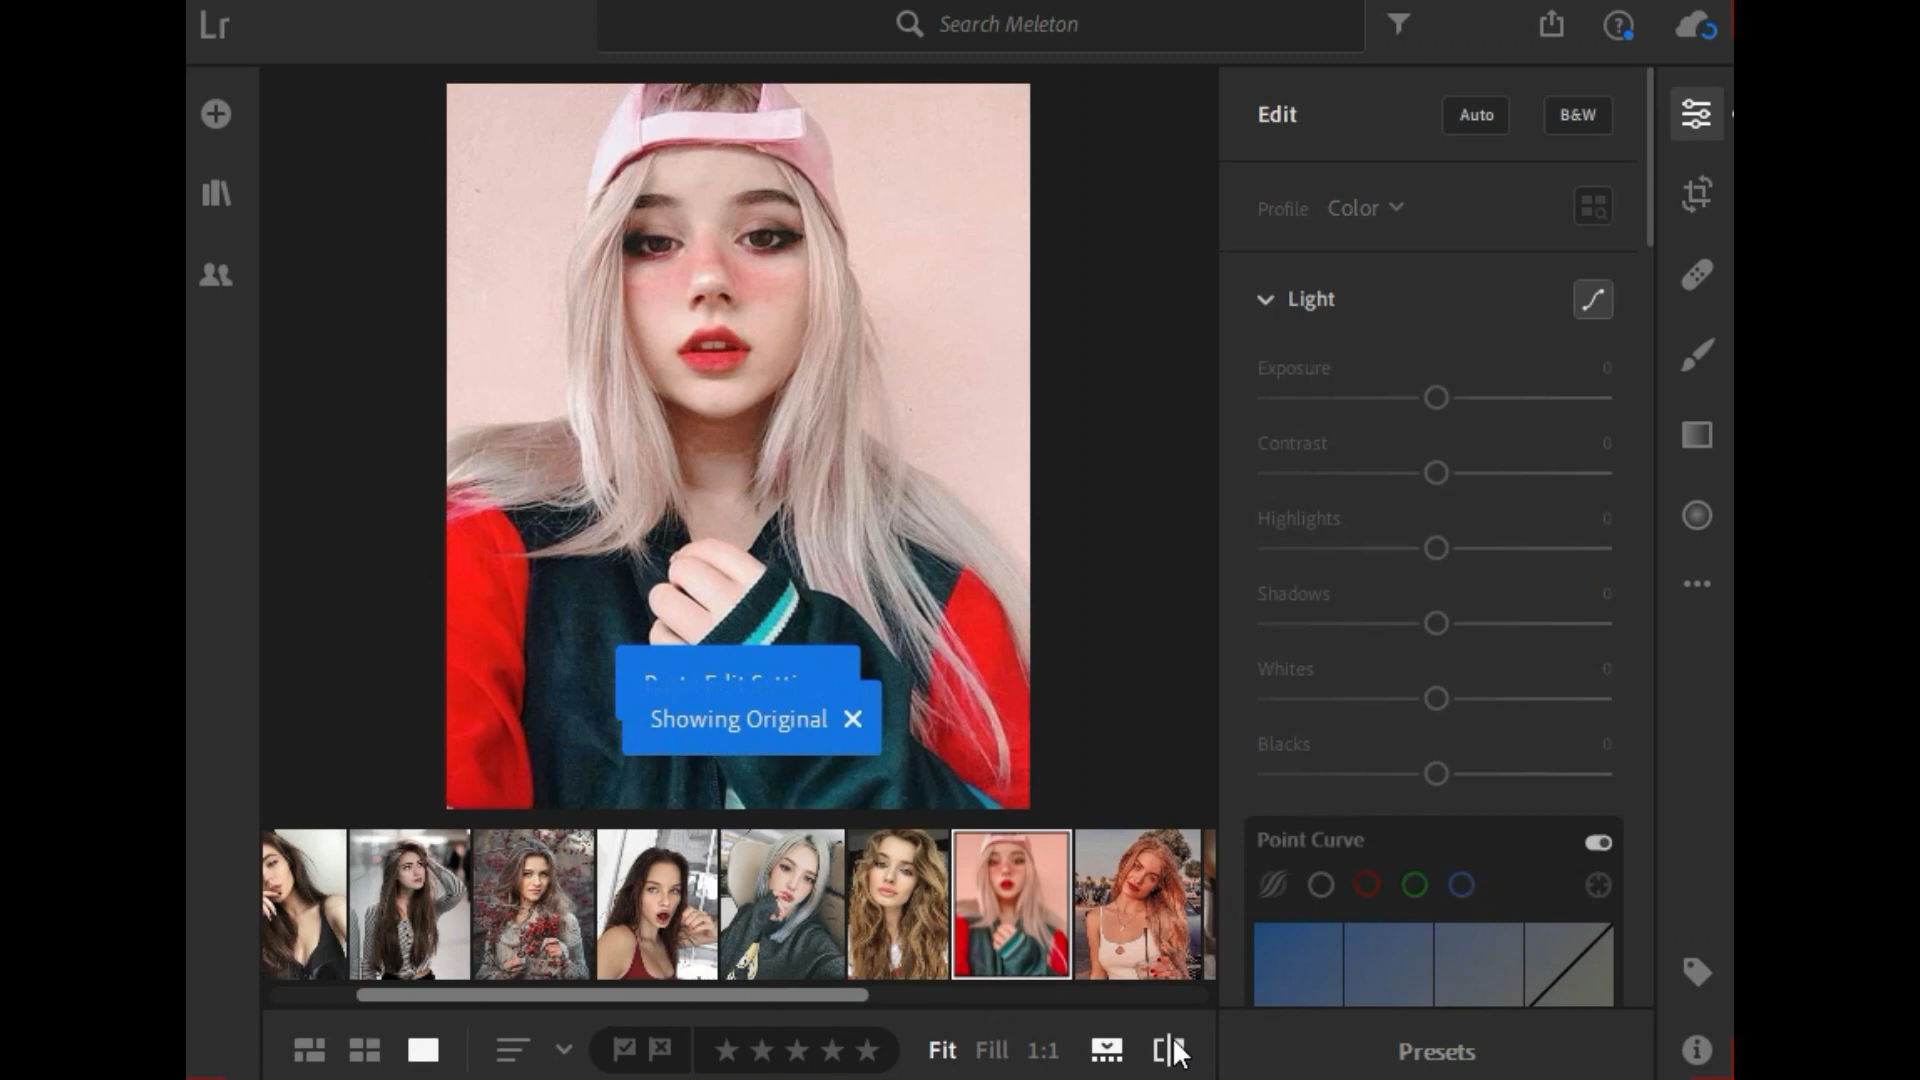 Lr
Search Meleton
Edit
Auto
B&W
Profile
Color
Light
Exposure 0
Contrast 0
Highlights 0
Shadows 0
Whites 0
Blacks 0
Showing Original
Point Curve
Fit
Fill
1:1
Presets